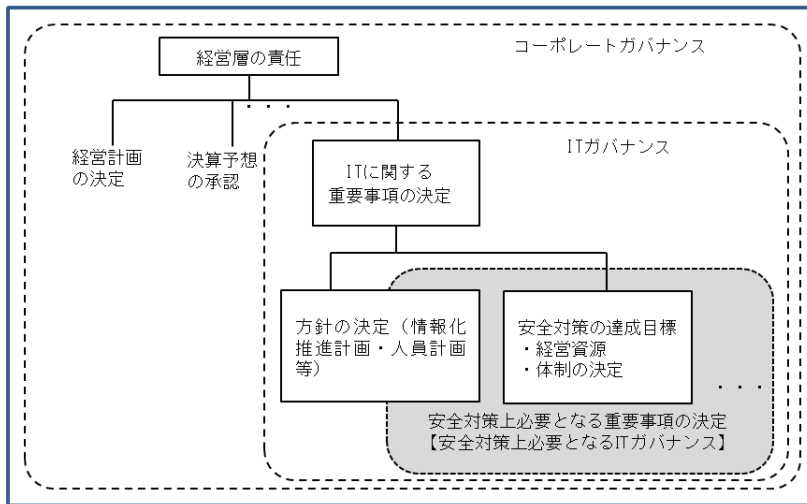 コーポレートガバナンス
経営層の責任
・・・
経営計画
の決定
決算予想
の承認
ITガバナンス
ITに関する
重要事項の決定
方針の決定（情報化
推進計画・人員計画
等）
安全対策の達成目標
・経営資源
・体制の決定
・・・
安全対策上必要となる重要事項の決定
【安全対策上必要となるITガバナンス】